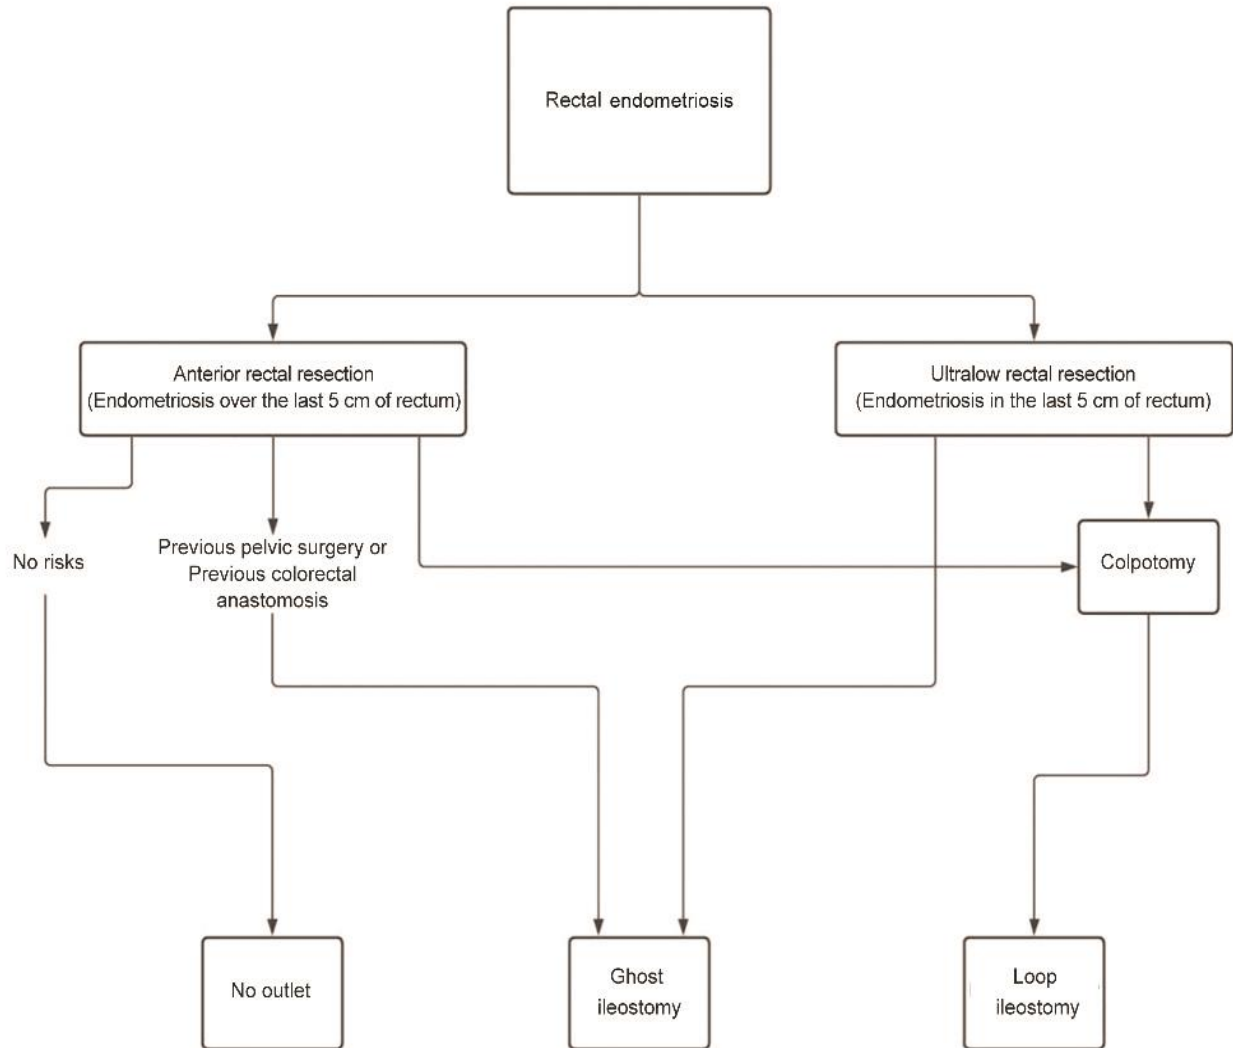 Rectal endometriosis
Anterior rectal resection
(Endometriosis over the last 5 cm of rectum)
Ultralow rectal resection
(Endometriosis in the last 5 cm of rectum)
No risks
Previous pelvic surgery or
Previous colorectal
anastomosis
Colpotomy
No outlet
Ghost
ileostomy
Loop
ileostomy